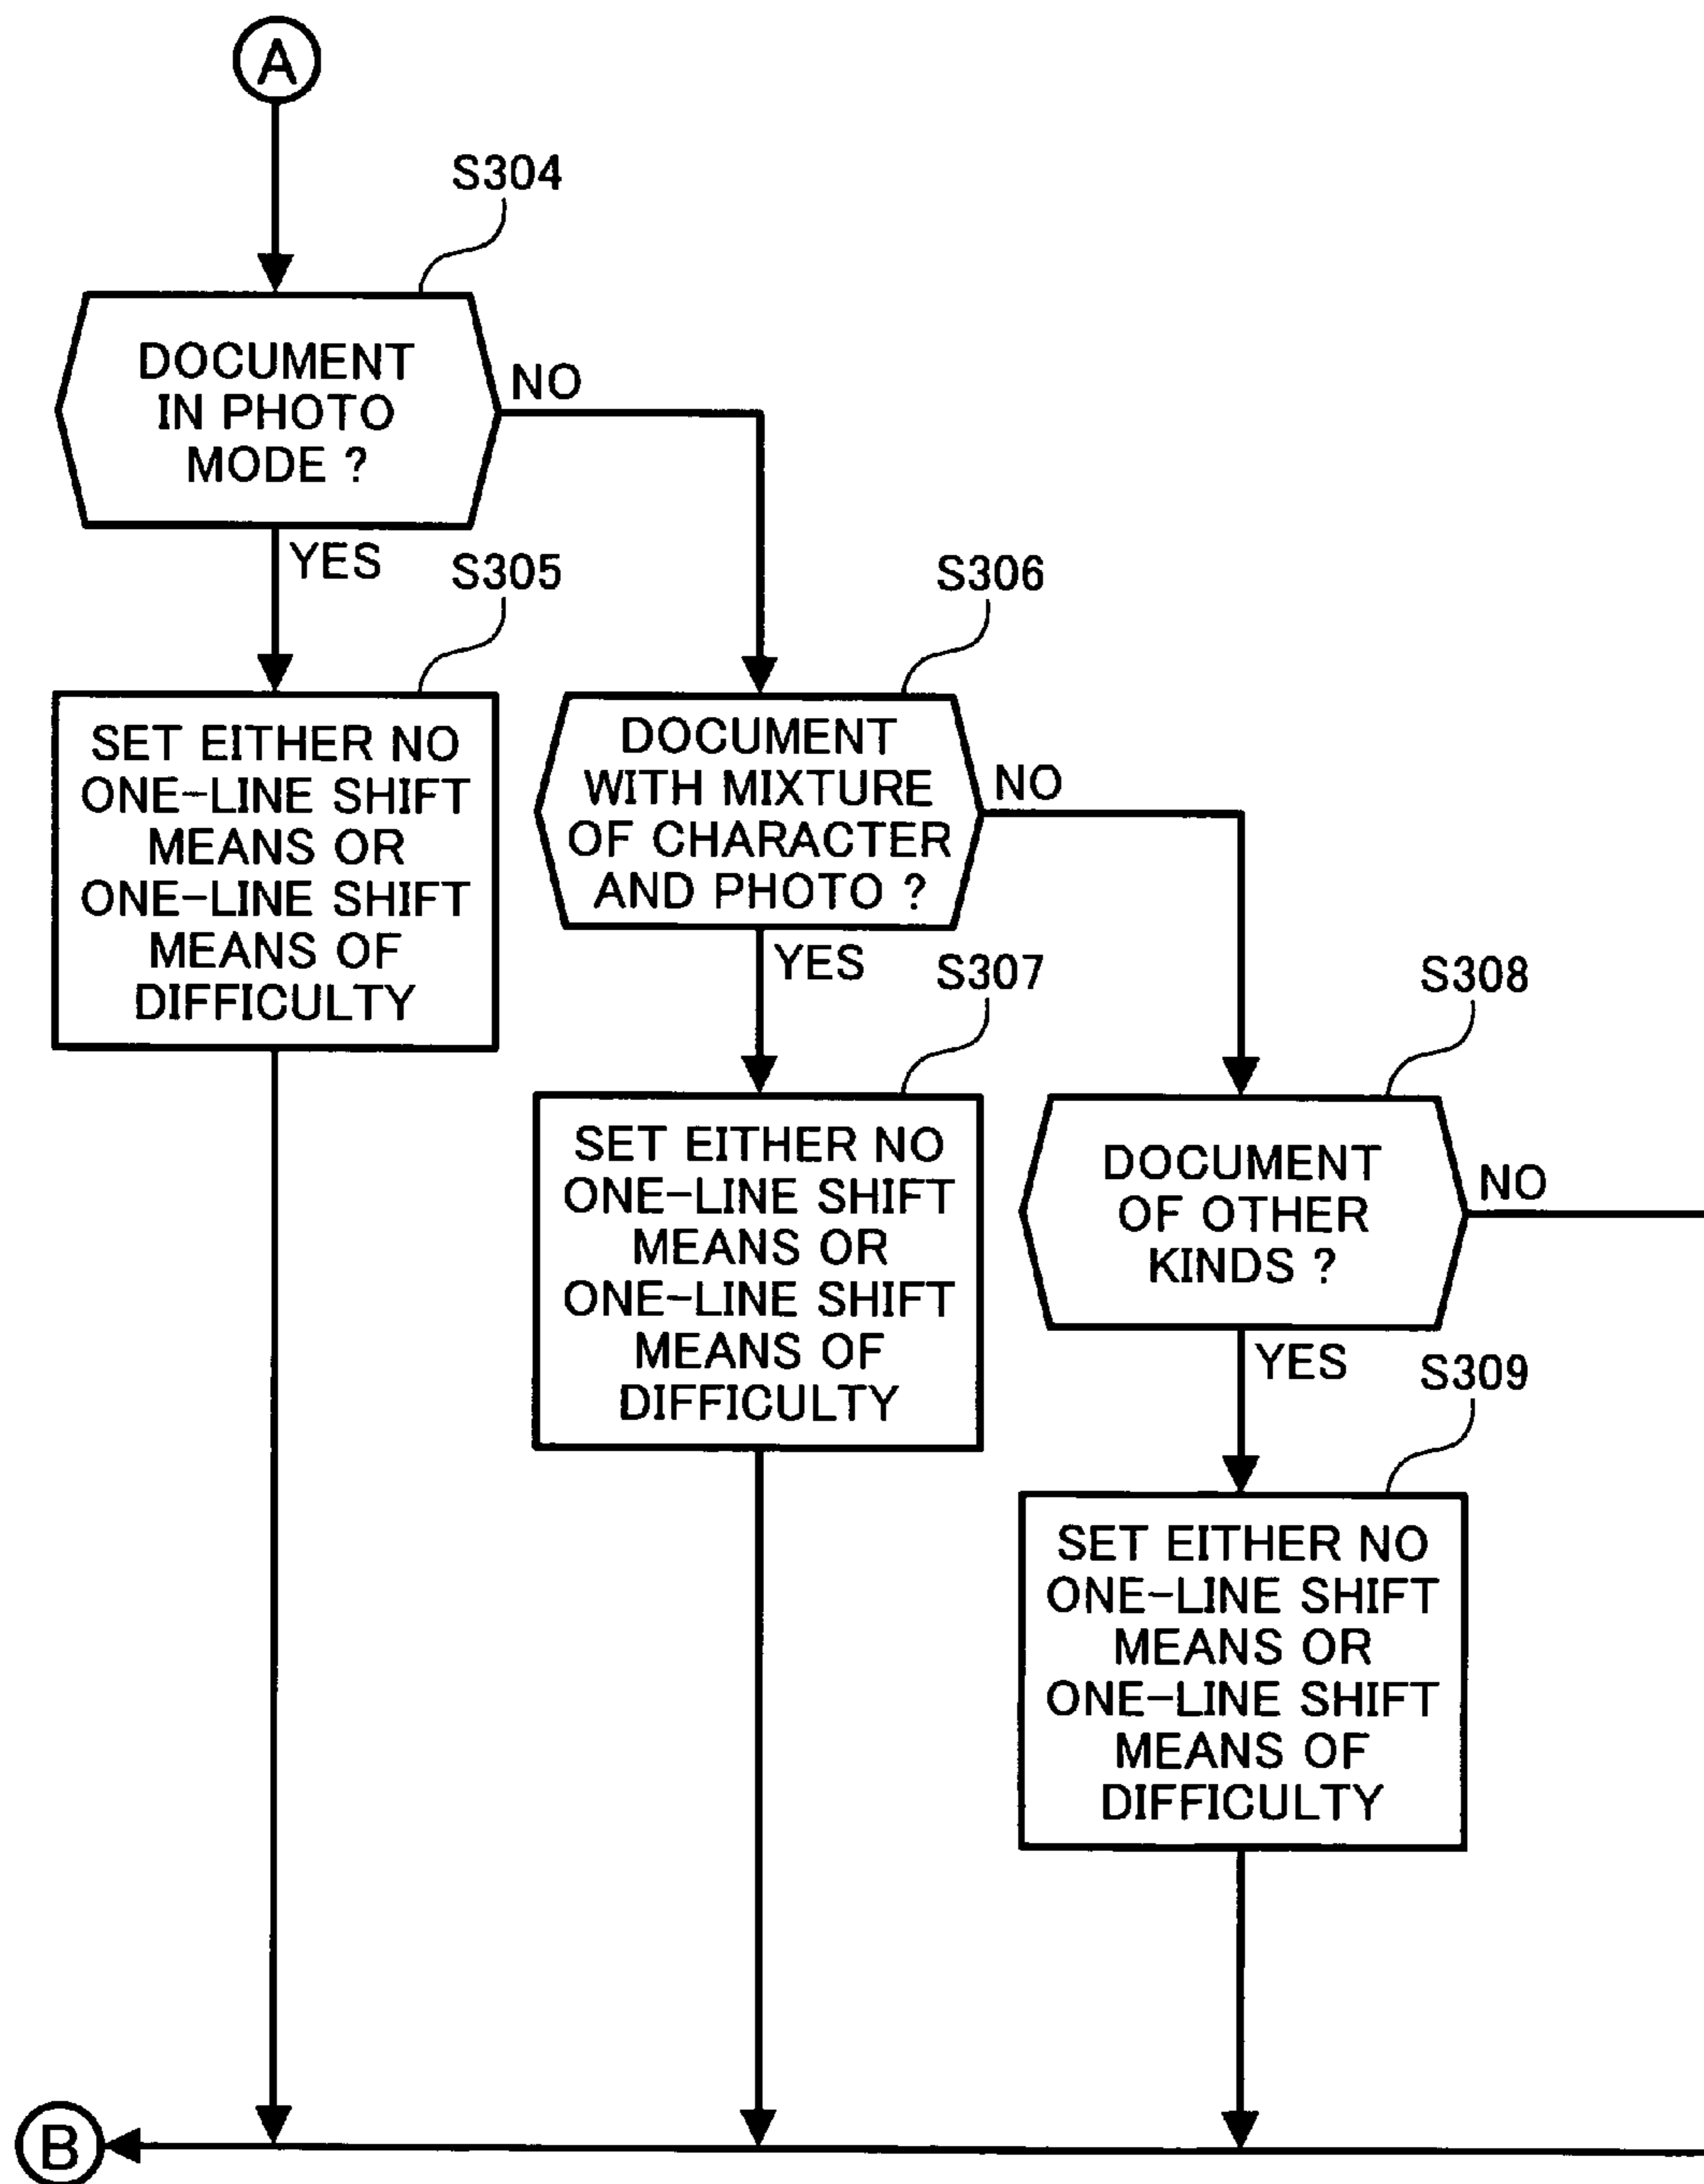 A
S304
DOCUMENT
IN PHOTO
MODE ?
NO
YES
S305
SET EITHER NO
ONE-LINE SHIFT
MEANS OR
ONE-LINE SHIFT
MEANS OF
DIFFICULTY
S306
DOCUMENT
WITH MIXTURE
OF CHARACTER
AND PHOTO ?
NO
YES
S307
SET EITHER NO
ONE-LINE SHIFT
MEANS OR
ONE-LINE SHIFT
MEANS OF
DIFFICULTY
S308
DOCUMENT
OF OTHER
KINDS ?
NO
YES
S309
SET EITHER NO
ONE-LINE SHIFT
MEANS OR
ONE-LINE SHIFT
MEANS OF
DIFFICULTY
B